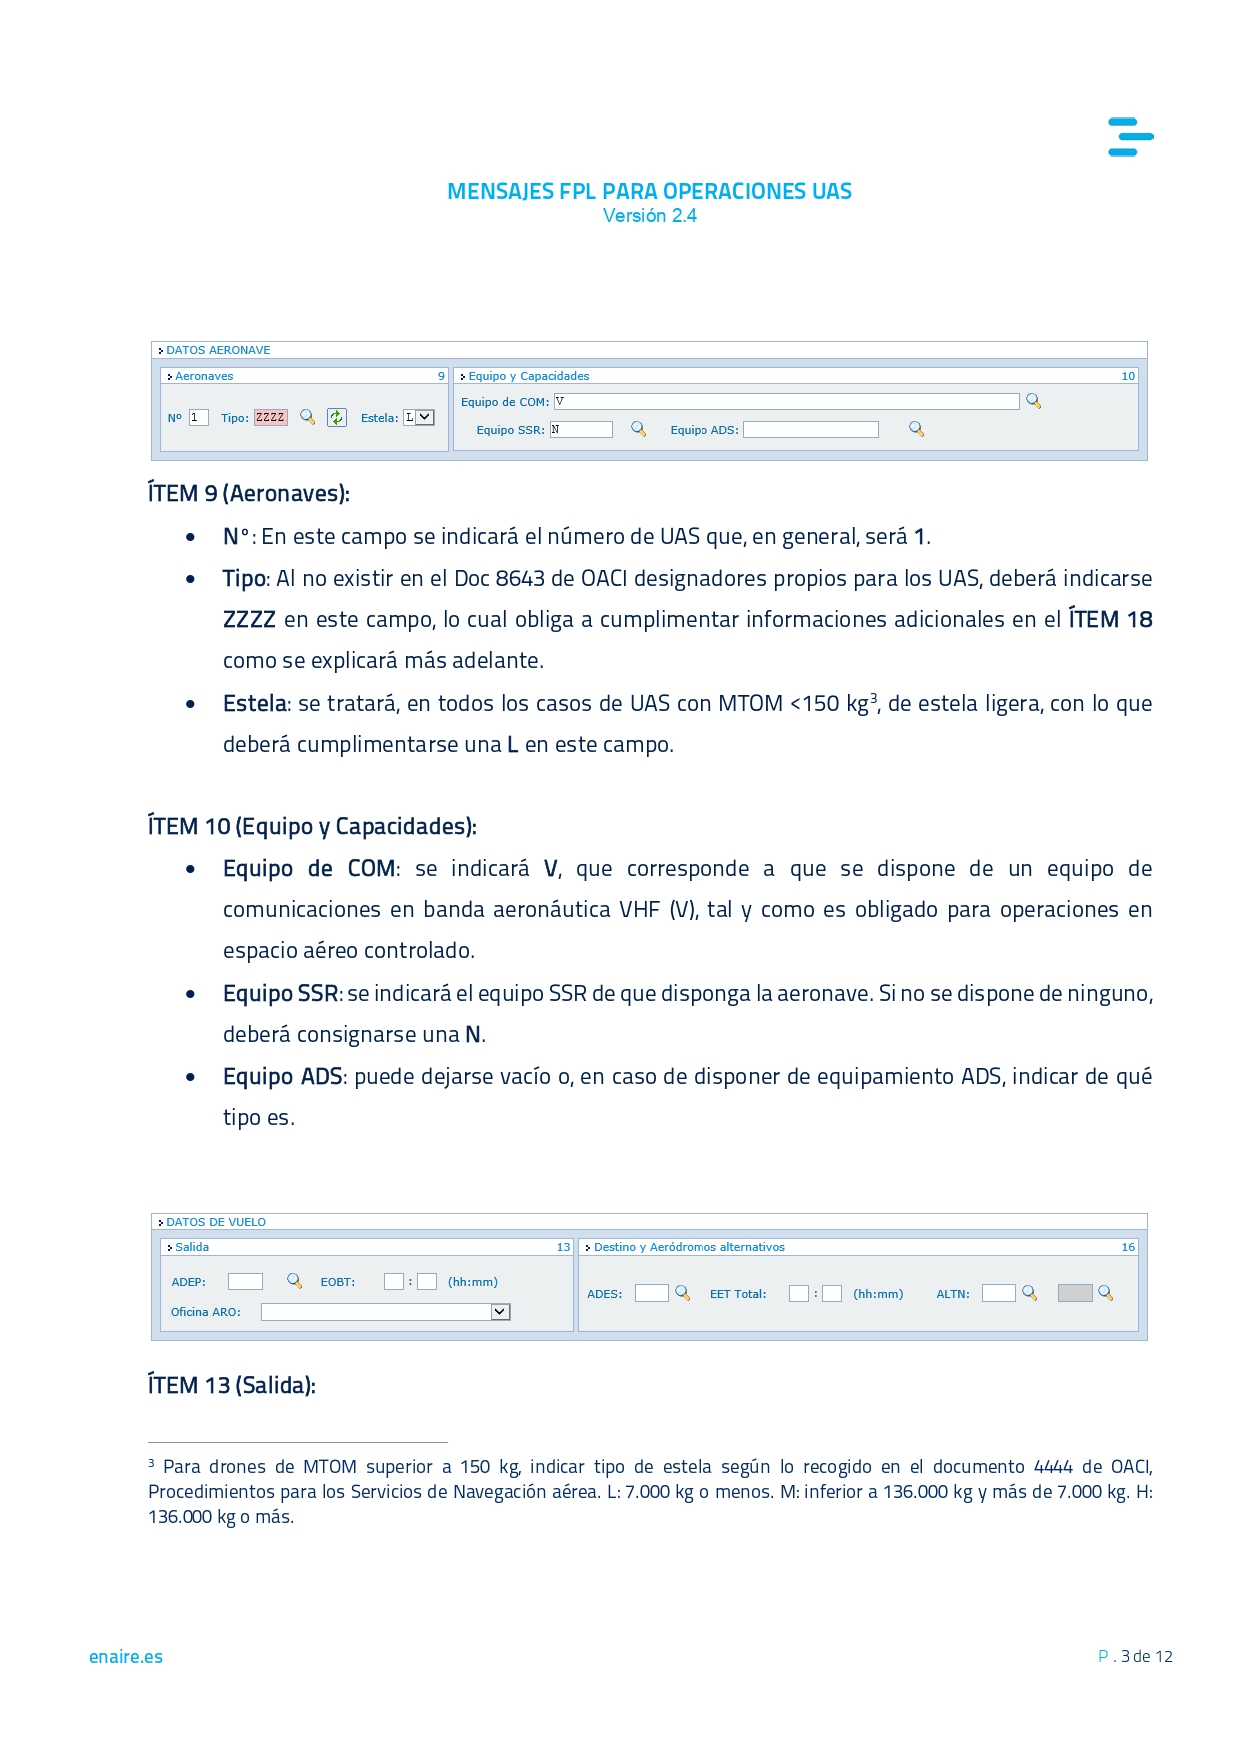 MENSAJES FPL PARA OPERACIONES UAS
Versión 2.4
DATOS AERONAVE
Aeronaves 9
Equipo y Capacidades 10
Equipo de COM: V
Nº 1 Tipo: ZZZZ Estela: L
Equipo SSR: N Equipo ADS:
ÍTEM 9 (Aeronaves):
• Nº: En este campo se indicará el número de UAS que, en general, será 1.
• Tipo: Al no existir en el Doc 8643 de OACI designadores propios para los UAS, deberá indicarse
ZZZZ en este campo, lo cual obliga a cumplimentar informaciones adicionales en el ÍTEM 18
como se explicará más adelante.
• Estela: se tratará, en todos los casos de UAS con MTOM <150 kg³, de estela ligera, con lo que
deberá cumplimentarse una L en este campo.
ÍTEM 10 (Equipo y Capacidades):
• Equipo de COM: se indicará V, que corresponde a que se dispone de un equipo de
comunicaciones en banda aeronáutica VHF (V), tal y como es obligado para operaciones en
espacio aéreo controlado.
• Equipo SSR: se indicará el equipo SSR de que disponga la aeronave. Si no se dispone de ninguno,
deberá consignarse una N.
• Equipo ADS: puede dejarse vacío o, en caso de disponer de equipamiento ADS, indicar de qué
tipo es.
DATOS DE VUELO
Salida 13
Destino y Aeródromos alternativos 16
ADEP: EOBT: : (hh:mm)
ADES: EET Total: : (hh:mm) ALTN:
Oficina ARO:
ÍTEM 13 (Salida):
³ Para drones de MTOM superior a 150 kg, indicar tipo de estela según lo recogido en el documento 4444 de OACI,
Procedimientos para los Servicios de Navegación aérea. L: 7.000 kg o menos. M: inferior a 136.000 kg y más de 7.000 kg. H:
136.000 kg o más.
enaire.es
P . 3 de 12